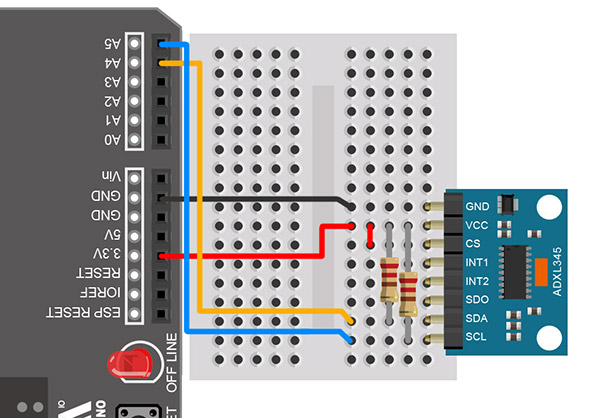 A5
A4
A3
A2
A1
A0
Vin
GND
GND
5V
3.3V
RESET
IOREF
ESP RESET
OFF LINE
GND
VCC
CS
INT1
INT2
SDO
SDA
SCL
ADXL345